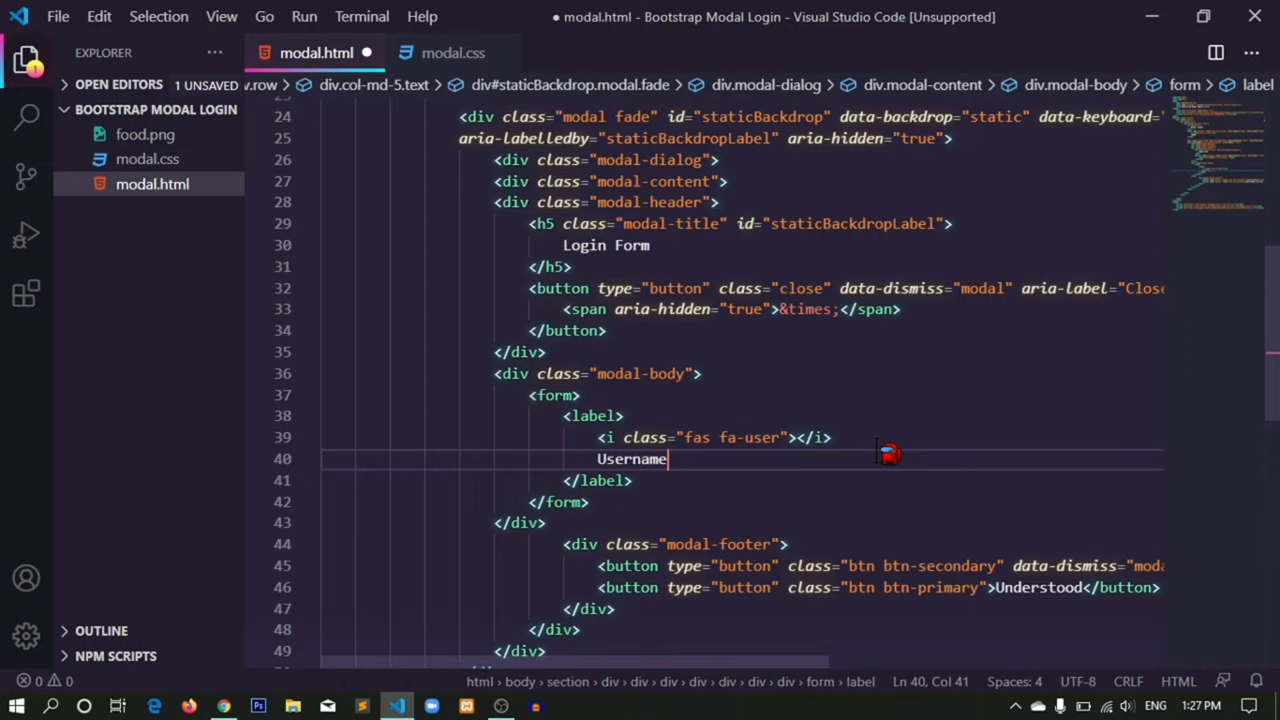 File Edit Selection View Go Run Terminal Help
● modal.html - Bootstrap Modal Login - Visual Studio Code [Unsupported]
EXPLORER ···
modal.html ●
modal.css
OPEN EDITORS 1 UNSAVED
.row > div.col-md-5.text > div#staticBackdrop.modal.fade > div.modal-dialog > div.modal-content > div.modal-body > form > label
BOOTSTRAP MODAL LOGIN
food.png
modal.css
modal.html
24 <div class="modal fade" id="staticBackdrop" data-backdrop="static" data-keyboard="
25 aria-labelledby="staticBackdropLabel" aria-hidden="true">
26 <div class="modal-dialog">
27 <div class="modal-content">
28 <div class="modal-header">
29 <h5 class="modal-title" id="staticBackdropLabel">
30 Login Form
31 </h5>
32 <button type="button" class="close" data-dismiss="modal" aria-label="Close
33 <span aria-hidden="true">&times;</span>
34 </button>
35 </div>
36 <div class="modal-body">
37 <form>
38 <label>
39 <i class="fas fa-user"></i>
40 Username
41 </label>
42 </form>
43 </div>
44 <div class="modal-footer">
45 <button type="button" class="btn btn-secondary" data-dismiss="moda
46 <button type="button" class="btn btn-primary">Understood</button>
47 </div>
48 </div>
49 </div>
OUTLINE
NPM SCRIPTS
0 0
html > body > section > div > div > div > div > div > div > div > form > label
Ln 40, Col 41 Spaces: 4 UTF-8 CRLF HTML
ENG 1:27 PM